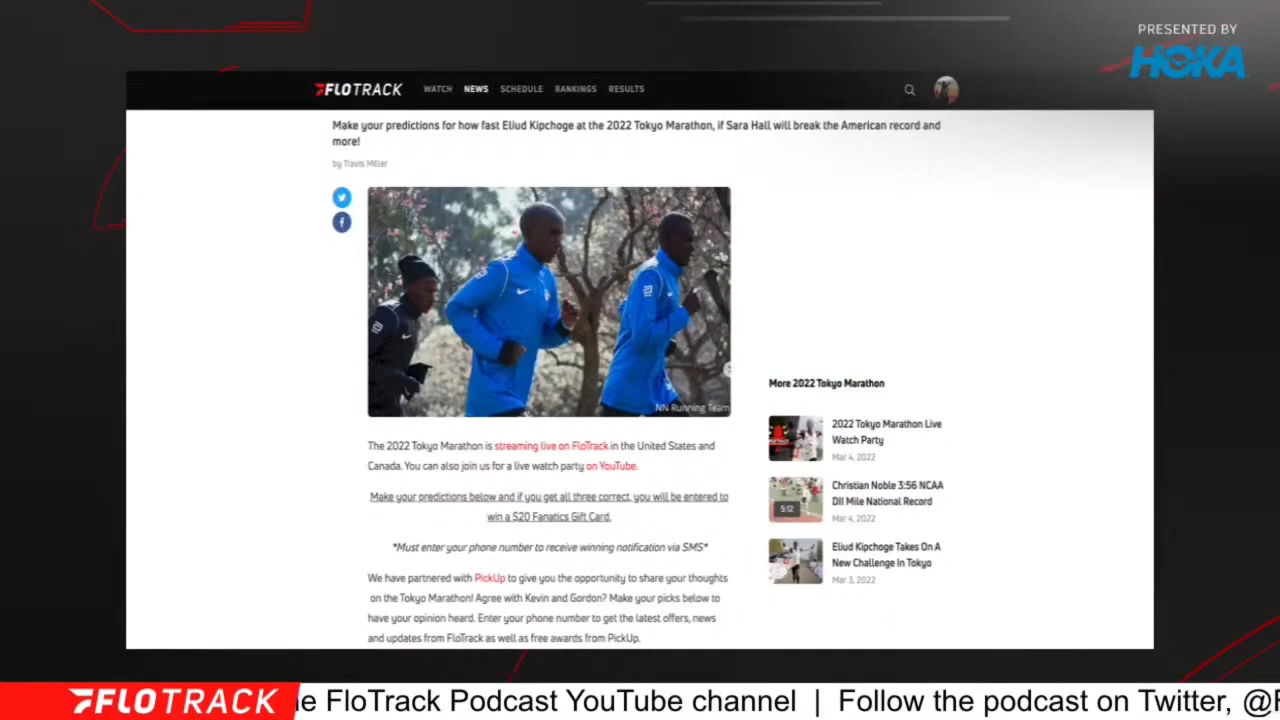 PRESENTED BY
HOKA
FLOTRACK
WATCH NEWS SCHEDULE RANKINGS RESULTS
Make your predictions for how fast Eliud Kipchoge at the 2022 Tokyo Marathon, if Sara Hall will break the American record and
more!
by Travis Miller
NN Running Team
The 2022 Tokyo Marathon is streaming live on FloTrack in the United States and
Canada. You can also join us for a live watch party on YouTube.
Make your predictions below and if you get all three correct, you will be entered to
win a $20 Fanatics Gift Card.
*Must enter your phone number to receive winning notification via SMS*
We have partnered with PickUp to give you the opportunity to share your thoughts
on the Tokyo Marathon! Agree with Kevin and Gordon? Make your picks below to
have your opinion heard. Enter your phone number to get the latest offers, news
and updates from FloTrack as well as free awards from PickUp.
More 2022 Tokyo Marathon
2022 Tokyo Marathon Live
Watch Party
Mar 4, 2022
5:12
Christian Noble 3:56 NCAA
DII Mile National Record
Mar 4, 2022
Eliud Kipchoge Takes On A
New Challenge In Tokyo
Mar 3, 2022
FLOTRACK
e FloTrack Podcast YouTube channel | Follow the podcast on Twitter, @F